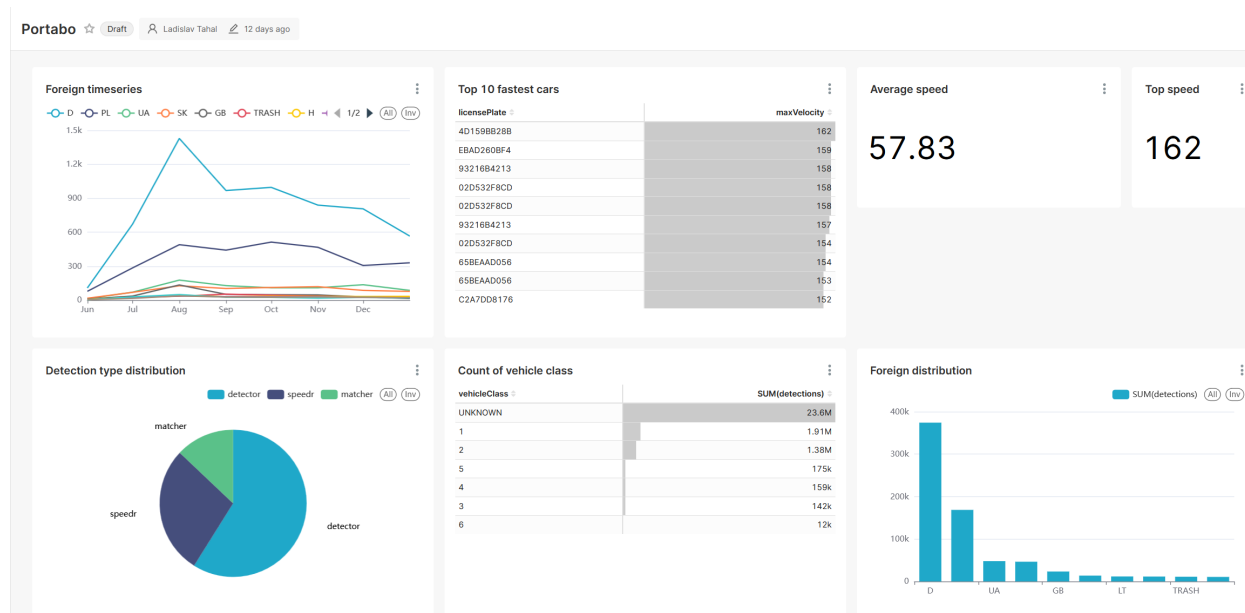 Portabo Draft Ladislav Tahal 12 days ago
Foreign timeseries
D PL UA SK GB TRASH H 1/2 All Inv
1.5k
1.2k
900
600
300
0
Jun Jul Aug Sep Oct Nov Dec
Top 10 fastest cars
licensePlate maxVelocity
4D159BB28B 162
EBAD260BF4 159
93216B4213 158
02D532F8CD 158
02D532F8CD 158
93216B4213 157
02D532F8CD 154
65BEAAD056 154
65BEAAD056 153
C2A7DD8176 152
Average speed
57.83
Top speed
162
Detection type distribution
detector speedr matcher All Inv
matcher
speedr
detector
Count of vehicle class
vehicleClass SUM(detections)
UNKNOWN 23.6M
1 1.91M
2 1.38M
5 175k
4 159k
3 142k
6 12k
Foreign distribution
SUM(detections) All Inv
400k
300k
200k
100k
0
D UA GB LT TRASH